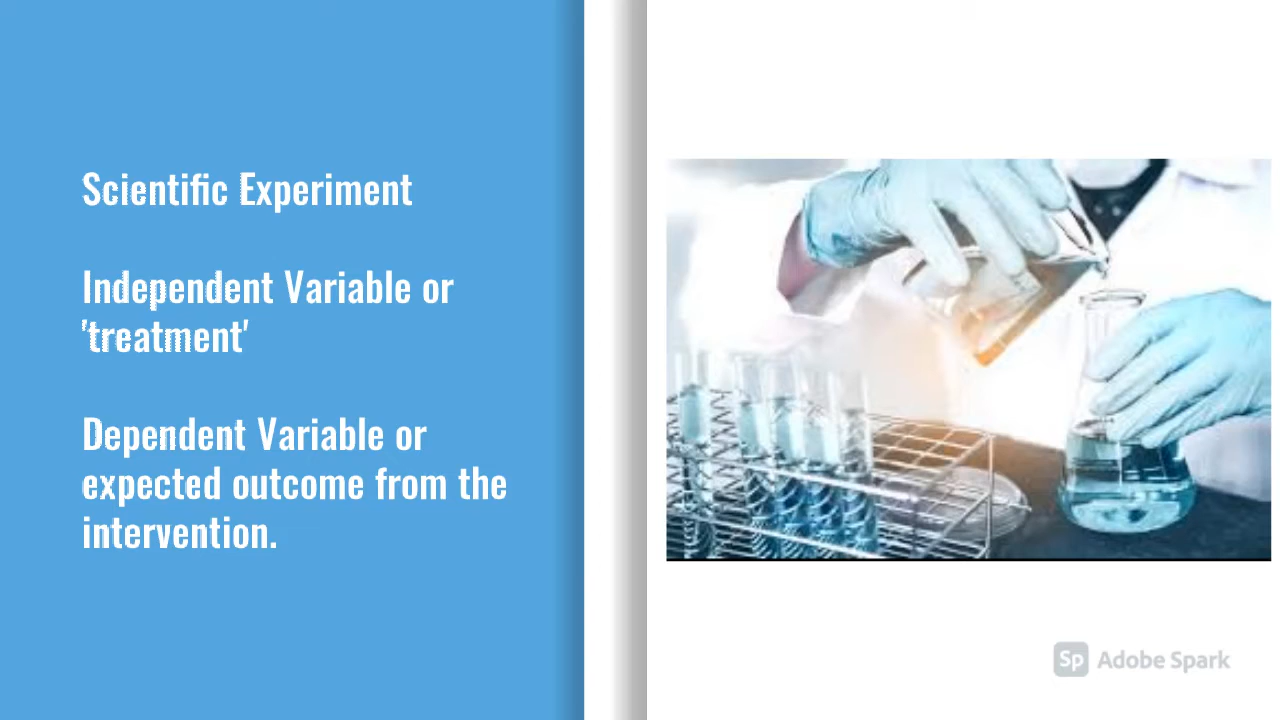 Scientific Experiment
Independent Variable or
'treatment'
Dependent Variable or
expected outcome from the
intervention.
Sp Adobe Spark